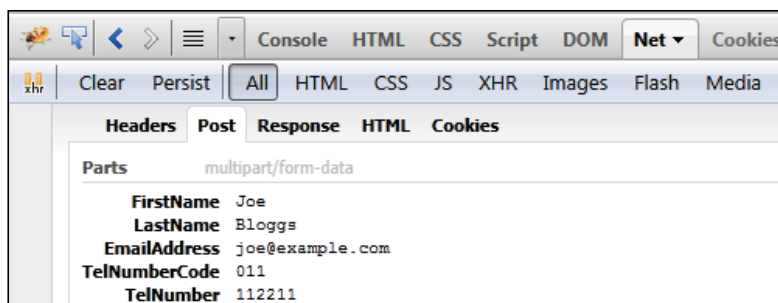 Console HTML CSS Script DOM Net Cookies
xhr Clear Persist All HTML CSS JS XHR Images Flash Media
Headers Post Response HTML Cookies
Parts multipart/form-data
FirstName Joe
LastName Bloggs
EmailAddress joe@example.com
TelNumberCode 011
TelNumber 112211